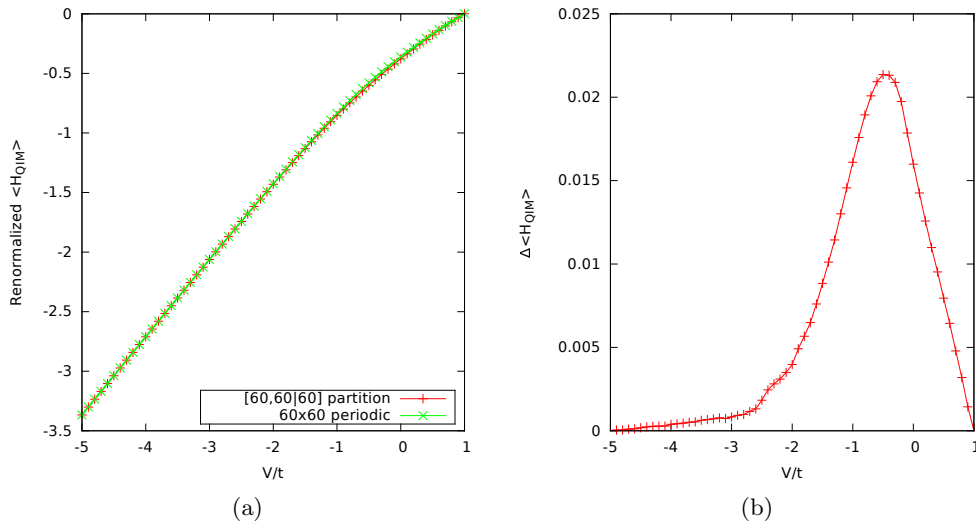 0
-0.5
-1
-1.5
-2
-2.5
-3
-3.5
Renormalized <H_QIM>
[60,60|60] partition
60x60 periodic
-5 -4 -3 -2 -1 0 1
V/t
(a)
0.025
0.02
0.015
0.01
0.005
0
Δ<H_QIM>
-5 -4 -3 -2 -1 0 1
V/t
(b)